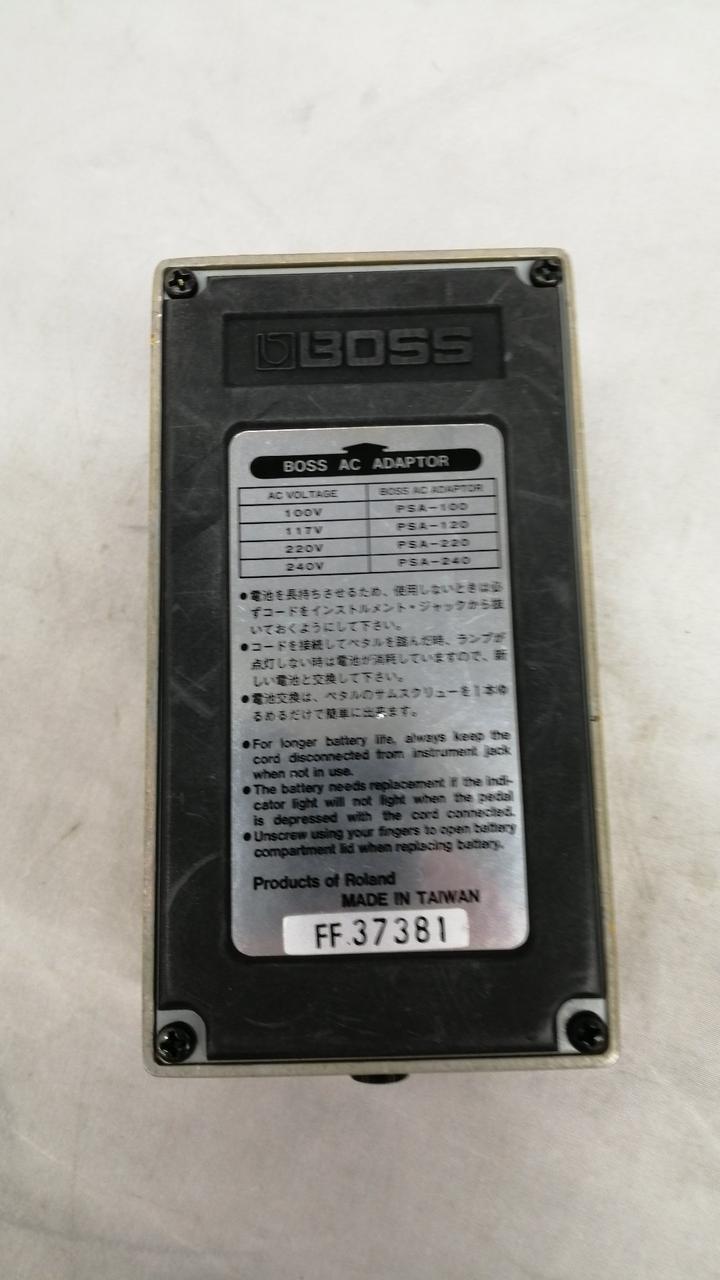 BOSS
BOSS AC ADAPTOR
AC VOLTAGE BOSS AC ADAPTOR
100V PSA-100
117V PSA-120
220V PSA-220
240V PSA-240
●電池を長持ちさせるため、使用しないときは必
ずコードをインストルメント・ジャックから抜
いておくようにして下さい。
●コードを接続してペタルを踏んだ時、ランプが
点灯しない時は電池が消耗していますので、新
しい電池と交換して下さい。
●電池交換は、ペタルのサムスクリューを1本ゆ
るめるだけで簡単に出来ます。
●For longer battery life, always keep the
cord disconnected from instrument jack
when not in use.
●The battery needs replacement if the indi-
cator light will not light when the pedal
is depressed with the cord connected.
●Unscrew using your fingers to open battery
compartment lid when replacing battery.
Products of Roland
MADE IN TAIWAN
FF.37381